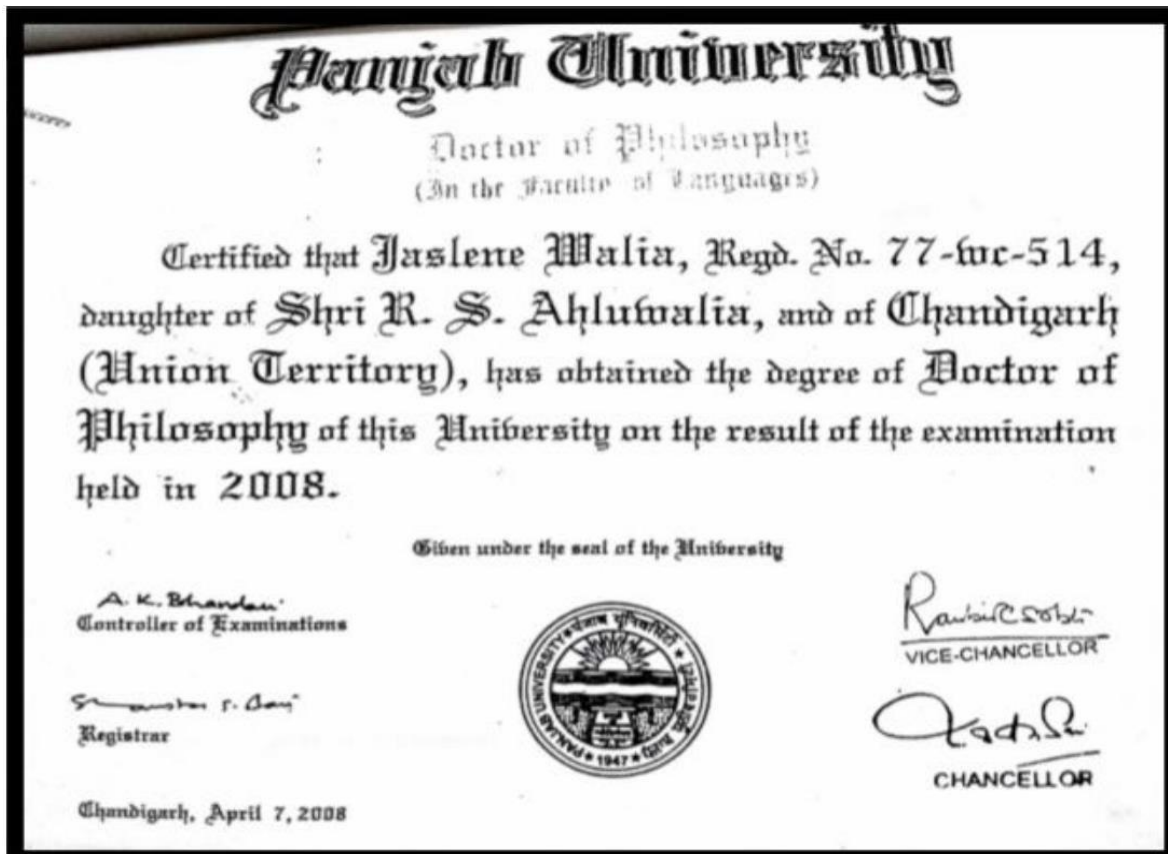 Panjab University
Doctor of Philosophy
(In the Faculty of Languages)
Certified that Jaslene Walia, Regd. No. 77-wc-514,
daughter of Shri R. S. Ahluwalia, and of Chandigarh
(Union Territory), has obtained the degree of Doctor of
Philosophy of this University on the result of the examination
held in 2008.
Given under the seal of the University
A. K. Bhandari
Controller of Examinations
VICE-CHANCELLOR
PANJAB UNIVERSITY
1947
Registrar
CHANCELLOR
Chandigarh, April 7, 2008